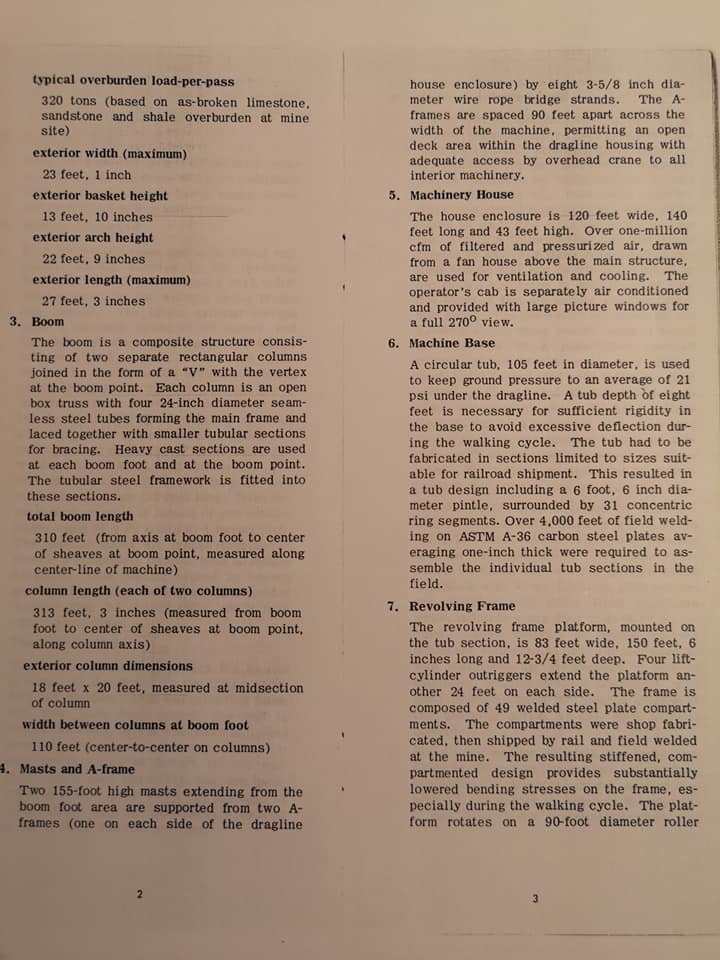 typical overburden load-per-pass
320 tons (based on as-broken limestone,
sandstone and shale overburden at mine
site)
exterior width (maximum)
23 feet, 1 inch
exterior basket height
13 feet, 10 inches
exterior arch height
22 feet, 9 inches
exterior length (maximum)
27 feet, 3 inches
3. Boom
The boom is a composite structure consis-
ting of two separate rectangular columns
joined in the form of a "V" with the vertex
at the boom point. Each column is an open
box truss with four 24-inch diameter seam-
less steel tubes forming the main frame and
laced together with smaller tubular sections
for bracing. Heavy cast sections are used
at each boom foot and at the boom point.
The tubular steel framework is fitted into
these sections.
total boom length
310 feet (from axis at boom foot to center
of sheaves at boom point, measured along
center-line of machine)
column length (each of two columns)
313 feet, 3 inches (measured from boom
foot to center of sheaves at boom point,
along column axis)
exterior column dimensions
18 feet x 20 feet, measured at midsection
of column
width between columns at boom foot
110 feet (center-to-center on columns)
4. Masts and A-frame
Two 155-foot high masts extending from the
boom foot area are supported from two A-
frames (one on each side of the dragline
2
house enclosure) by eight 3-5/8 inch dia-
meter wire rope bridge strands. The A-
frames are spaced 90 feet apart across the
width of the machine, permitting an open
deck area within the dragline housing with
adequate access by overhead crane to all
interior machinery.
5. Machinery House
The house enclosure is 120 feet wide, 140
feet long and 43 feet high. Over one-million
cfm of filtered and pressurized air, drawn
from a fan house above the main structure,
are used for ventilation and cooling. The
operator's cab is separately air conditioned
and provided with large picture windows for
a full 270° view.
6. Machine Base
A circular tub, 105 feet in diameter, is used
to keep ground pressure to an average of 21
psi under the dragline. A tub depth of eight
feet is necessary for sufficient rigidity in
the base to avoid excessive deflection dur-
ing the walking cycle. The tub had to be
fabricated in sections limited to sizes suit-
able for railroad shipment. This resulted in
a tub design including a 6 foot, 6 inch dia-
meter pintle, surrounded by 31 concentric
ring segments. Over 4,000 feet of field weld-
ing on ASTM A-36 carbon steel plates av-
eraging one-inch thick were required to as-
semble the individual tub sections in the
field.
7. Revolving Frame
The revolving frame platform, mounted on
the tub section, is 83 feet wide, 150 feet, 6
inches long and 12-3/4 feet deep. Four lift-
cylinder outriggers extend the platform an-
other 24 feet on each side. The frame is
composed of 49 welded steel plate compart-
ments. The compartments were shop fabri-
cated, then shipped by rail and field welded
at the mine. The resulting stiffened, com-
partmented design provides substantially
lowered bending stresses on the frame, es-
pecially during the walking cycle. The plat-
form rotates on a 90-foot diameter roller
3